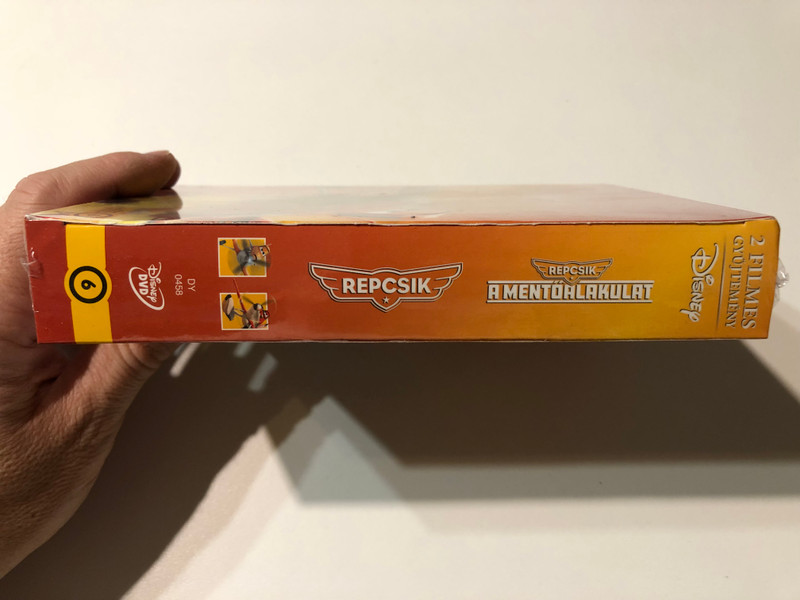 2 FILMES
GYŰJTEMÉNY
Disney
REPCSIK
A MENTŐALAKULAT
REPCSIK
DY
0458
Disney
DVD
6